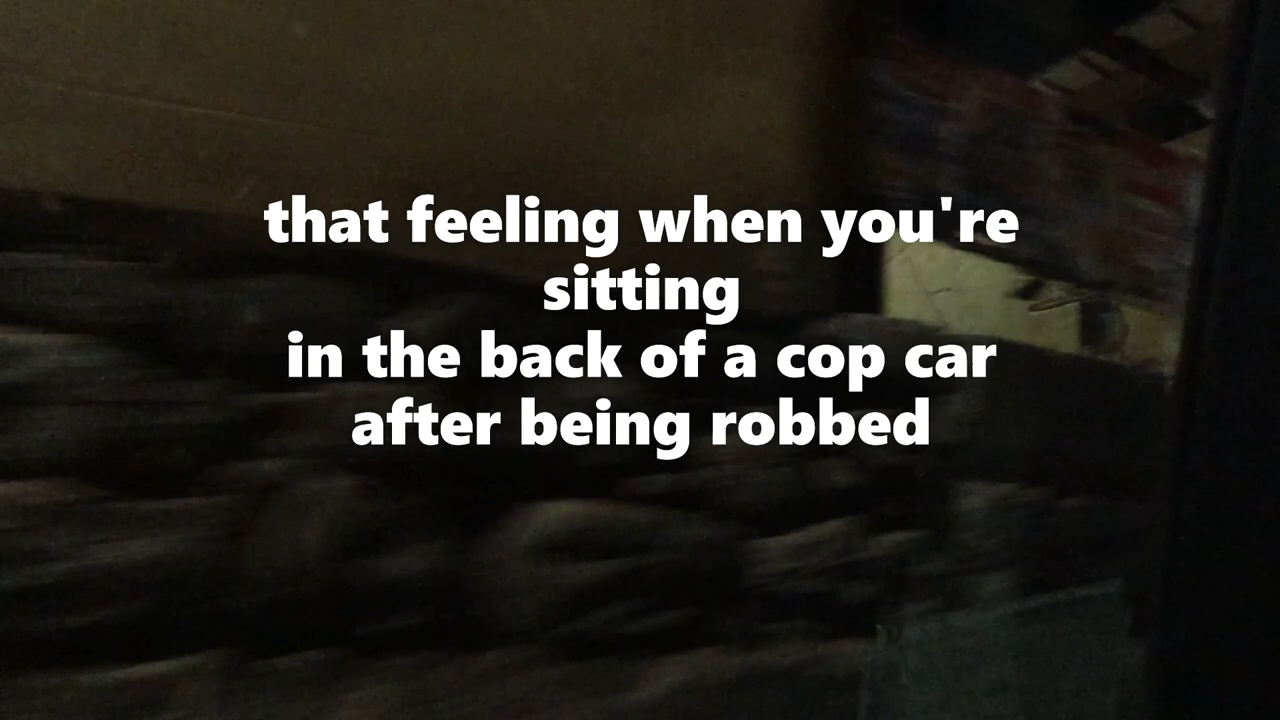 that feeling when you're
sitting
in the back of a cop car
after being robbed